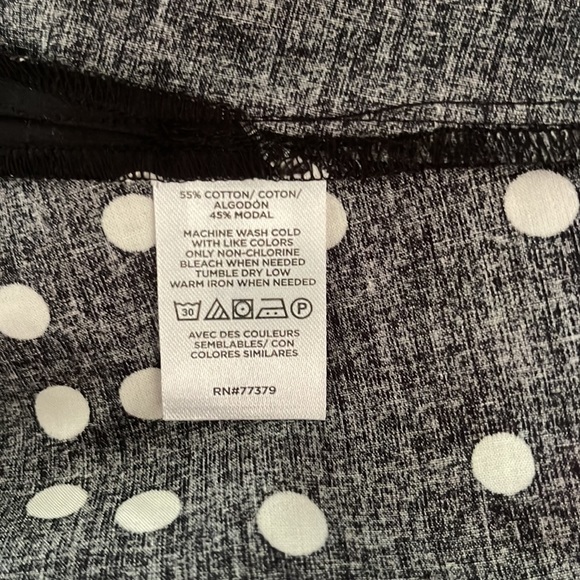 55% COTTON/ COTON/
ALGODÓN
45% MODAL
MACHINE WASH COLD
WITH LIKE COLORS
ONLY NON-CHLORINE
BLEACH WHEN NEEDED
TUMBLE DRY LOW
WARM IRON WHEN NEEDED
30 P
AVEC DES COULEURS
SEMBLABLES/ CON
COLORES SIMILARES
RN#77379